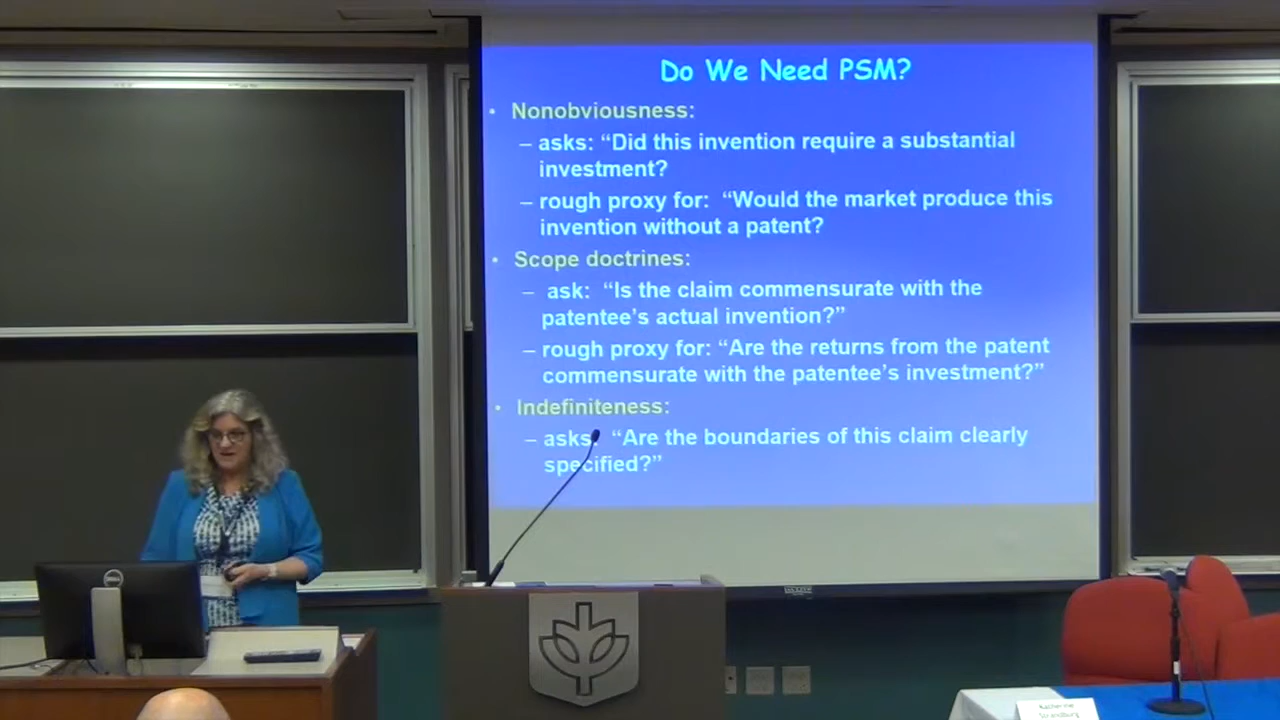 Do We Need PSM?
• Nonobviousness:
– asks: “Did this invention require a substantial
investment?
– rough proxy for: “Would the market produce this
invention without a patent?
• Scope doctrines:
– ask: “Is the claim commensurate with the
patentee’s actual invention?”
– rough proxy for: “Are the returns from the patent
commensurate with the patentee’s investment?”
• Indefiniteness:
– asks: “Are the boundaries of this claim clearly
specified?”
DELL
Katherine
Strandburg